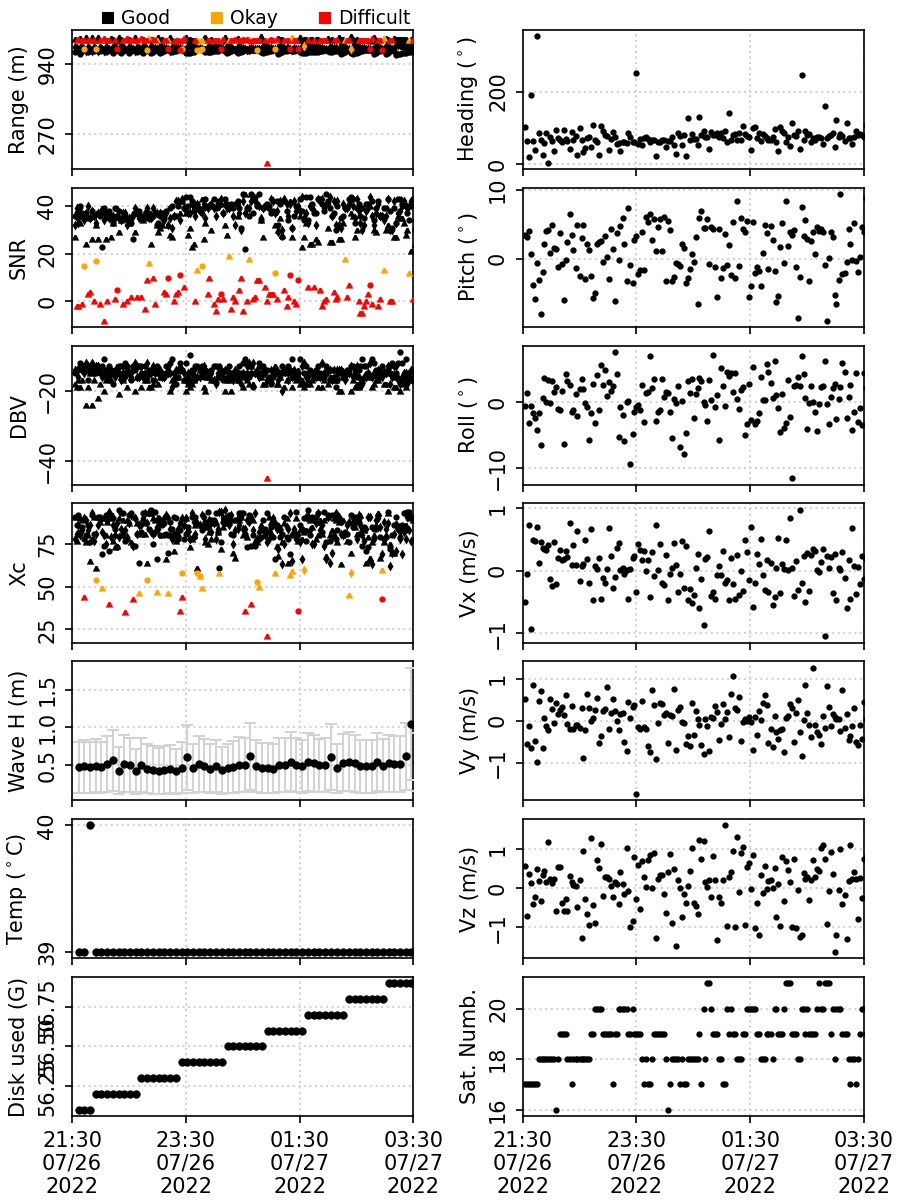 Good Okay Difficult
Range (m)
940
270
Heading (°)
200
0
SNR
40
20
0
Pitch (°)
10
0
DBV
−20
−40
Roll (°)
0
−10
Xc
75
50
25
Vx (m/s)
1
0
−1
Wave H (m)
1.5
1.0
0.5
Vy (m/s)
1
0
−1
Temp (°C)
40
39
Vz (m/s)
1
0
−1
Disk used (G)
56.75
56.5
56.25
Sat. Numb.
20
18
16
21:30 23:30 01:30 03:30
07/26 07/26 07/27 07/27
2022 2022 2022 2022
21:30 23:30 01:30 03:30
07/26 07/26 07/27 07/27
2022 2022 2022 2022